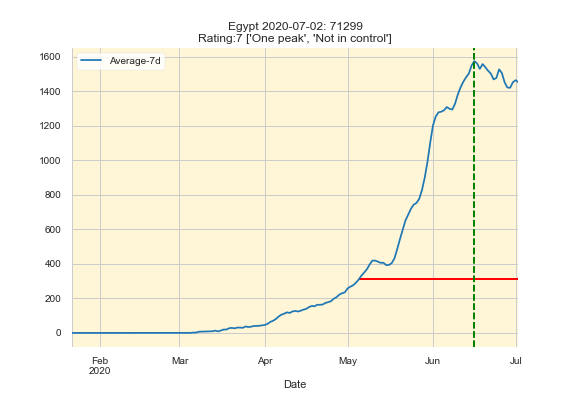 Egypt 2020-07-02: 71299
Rating:7 ['One peak', 'Not in control']
Average-7d
1600
1400
1200
1000
800
600
400
200
0
Feb Mar Apr May Jun Jul
2020
Date